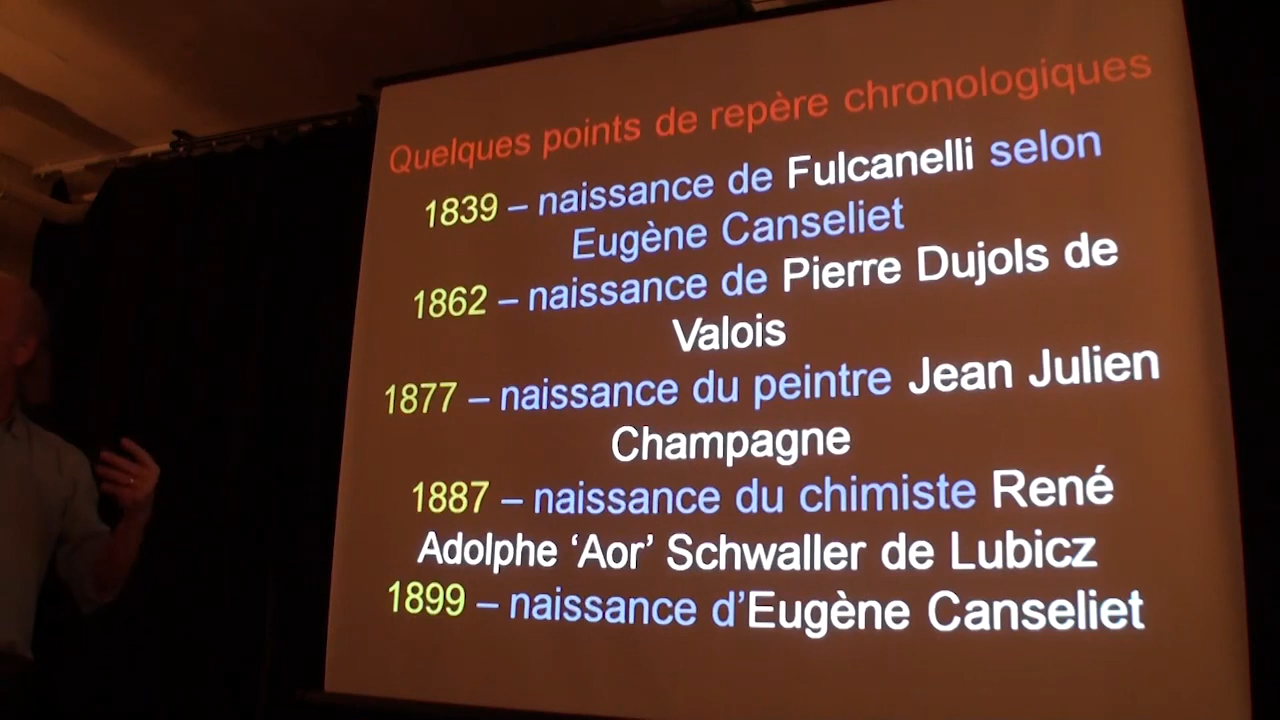 Quelques points de repère chronologiques
1839 – naissance de Fulcanelli selon
Eugène Canseliet
1862 – naissance de Pierre Dujols de
Valois
1877 – naissance du peintre Jean Julien
Champagne
1887 – naissance du chimiste René
Adolphe ‘Aor’ Schwaller de Lubicz
1899 – naissance d’Eugène Canseliet